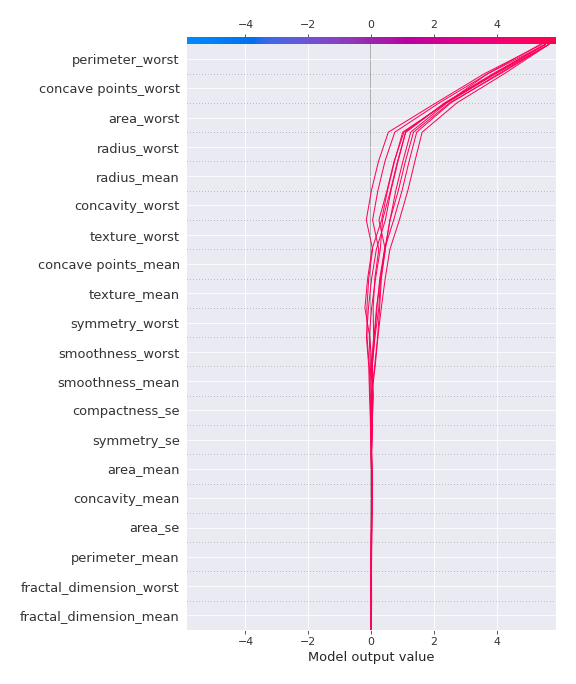 −4 −2 0 2 4
perimeter_worst
concave points_worst
area_worst
radius_worst
radius_mean
concavity_worst
texture_worst
concave points_mean
texture_mean
symmetry_worst
smoothness_worst
smoothness_mean
compactness_se
symmetry_se
area_mean
concavity_mean
area_se
perimeter_mean
fractal_dimension_worst
fractal_dimension_mean
−4 −2 0 2 4
Model output value